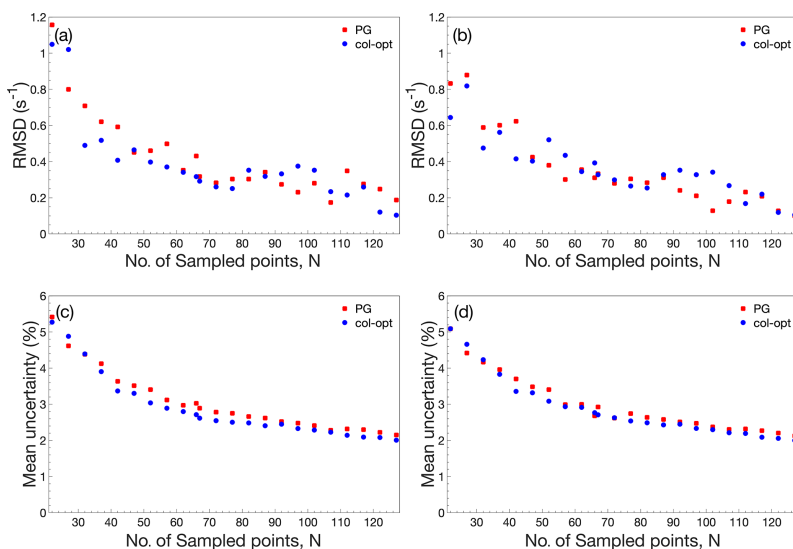 1.2
1
0.8
0.6
0.4
0.2
0
RMSD (s⁻¹)
(a)
PG
col-opt
30 40 50 60 70 80 90 100 110 120
No. of Sampled points, N
1.2
1
0.8
0.6
0.4
0.2
0
RMSD (s⁻¹)
(b)
PG
col-opt
30 40 50 60 70 80 90 100 110 120
No. of Sampled points, N
6
5
4
3
2
1
0
Mean uncertainty (%)
(c)
PG
col-opt
30 40 50 60 70 80 90 100 110 120
No. of Sampled points, N
6
5
4
3
2
1
0
Mean uncertainty (%)
(d)
PG
col-opt
30 40 50 60 70 80 90 100 110 120
No. of Sampled points, N